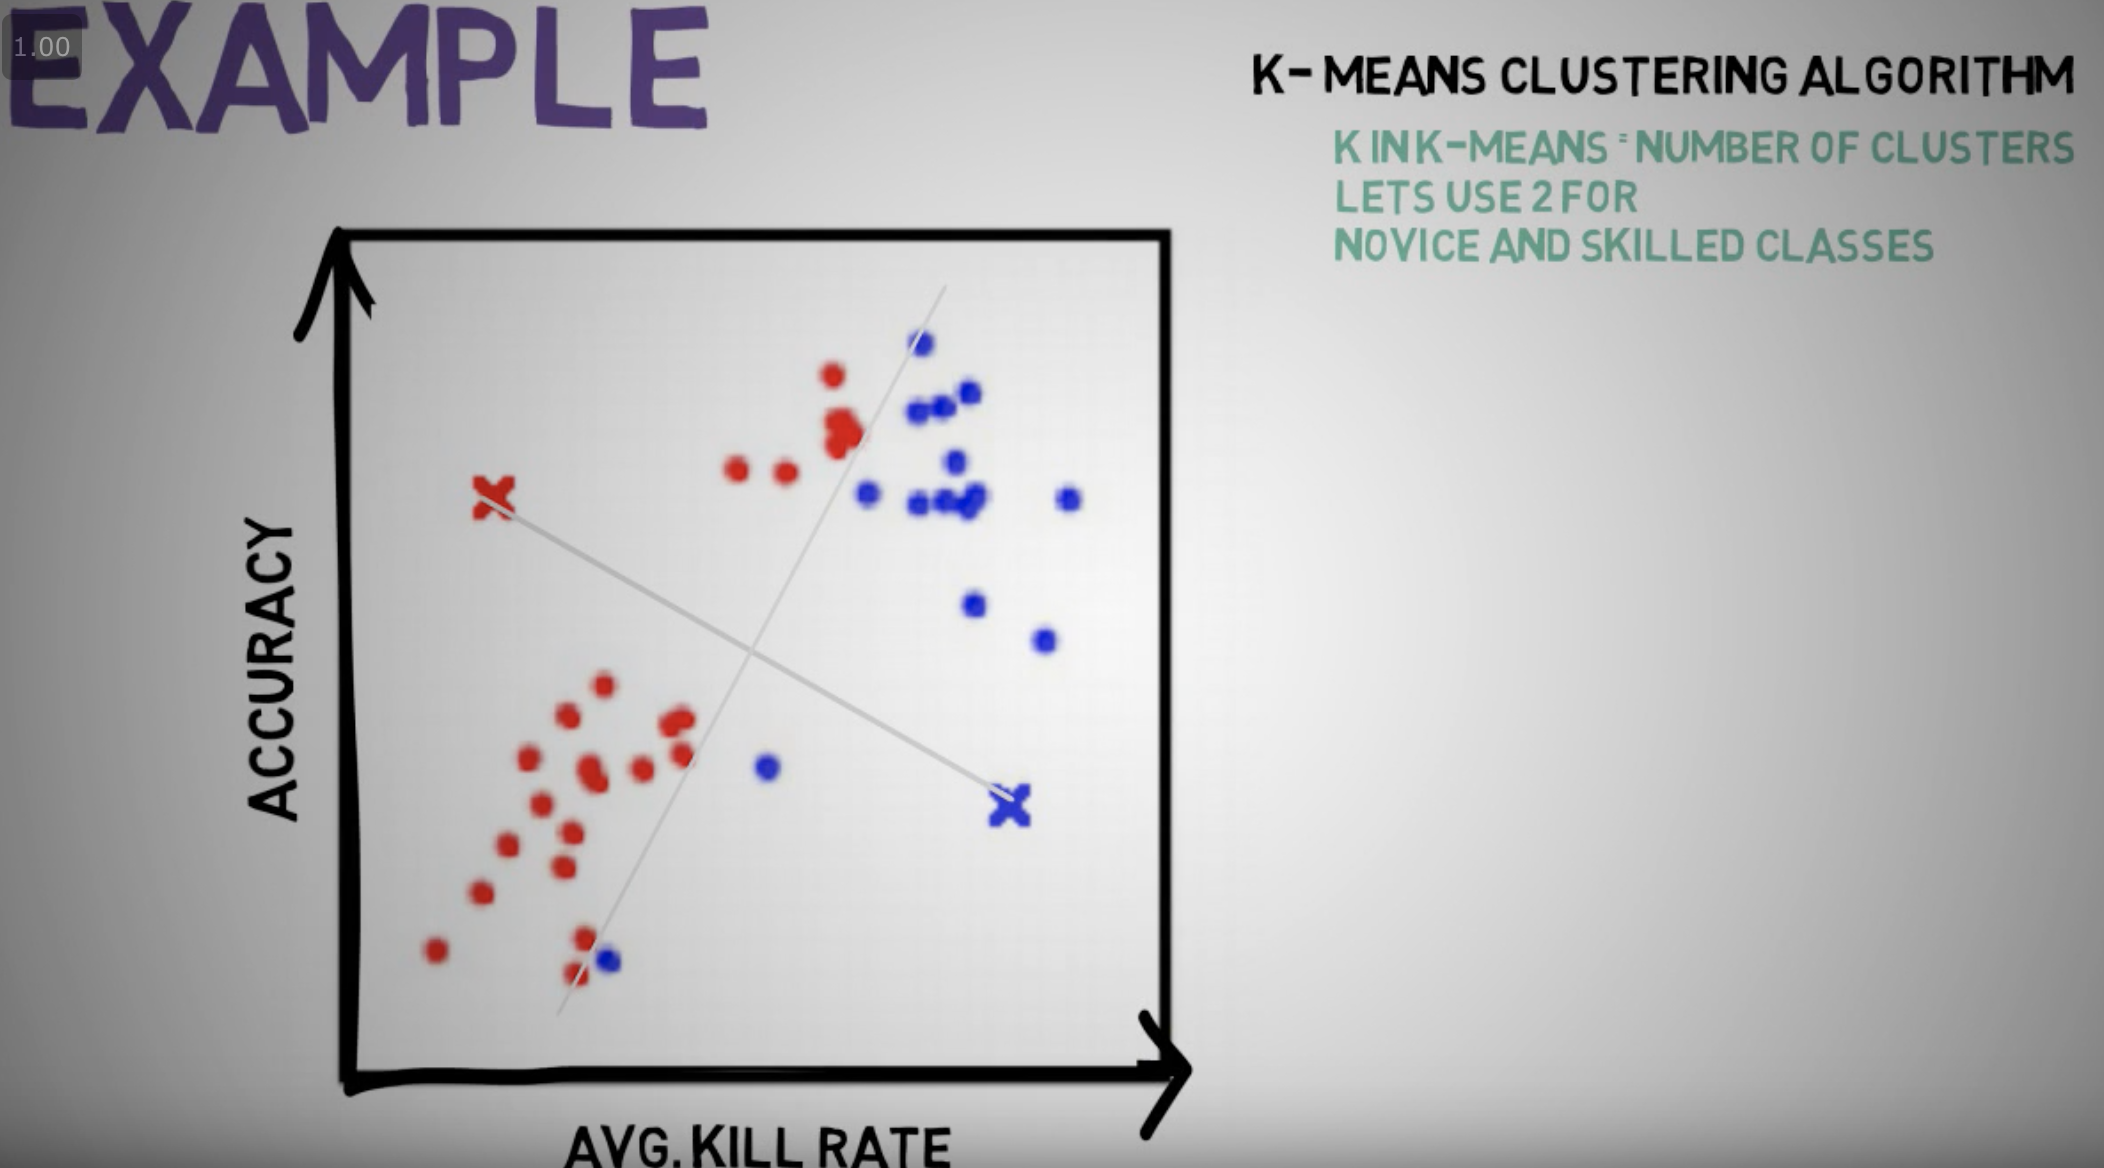 EXAMPLE
1.00
K-MEANS CLUSTERING ALGORITHM
K IN K-MEANS = NUMBER OF CLUSTERS
LETS USE 2 FOR
NOVICE AND SKILLED CLASSES
ACCURACY
AVG. KILL RATE